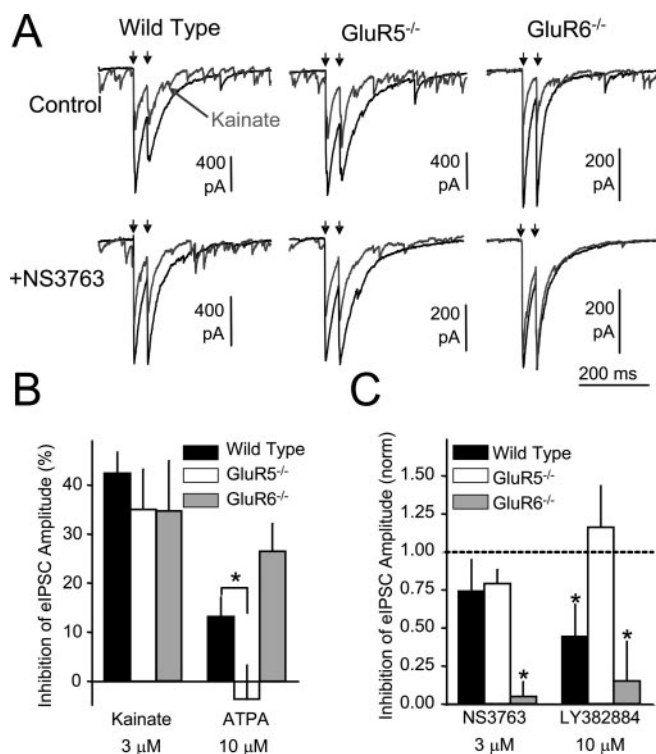 A
Wild Type
GluR5-/-
GluR6-/-
Control
Kainate
400
pA
400
pA
200
pA
+NS3763
400
pA
200
pA
200
pA
200 ms
B
Inhibition of eIPSC Amplitude (%)
40
30
20
10
0
Wild Type
GluR5-/-
GluR6-/-
*
Kainate
ATPA
3 μM
10 μM
C
Inhibition of eIPSC Amplitude (norm)
1.50
1.25
1.00
0.75
0.50
0.25
0.00
Wild Type
GluR5-/-
GluR6-/-
*
*
*
NS3763
LY382884
3 μM
10 μM